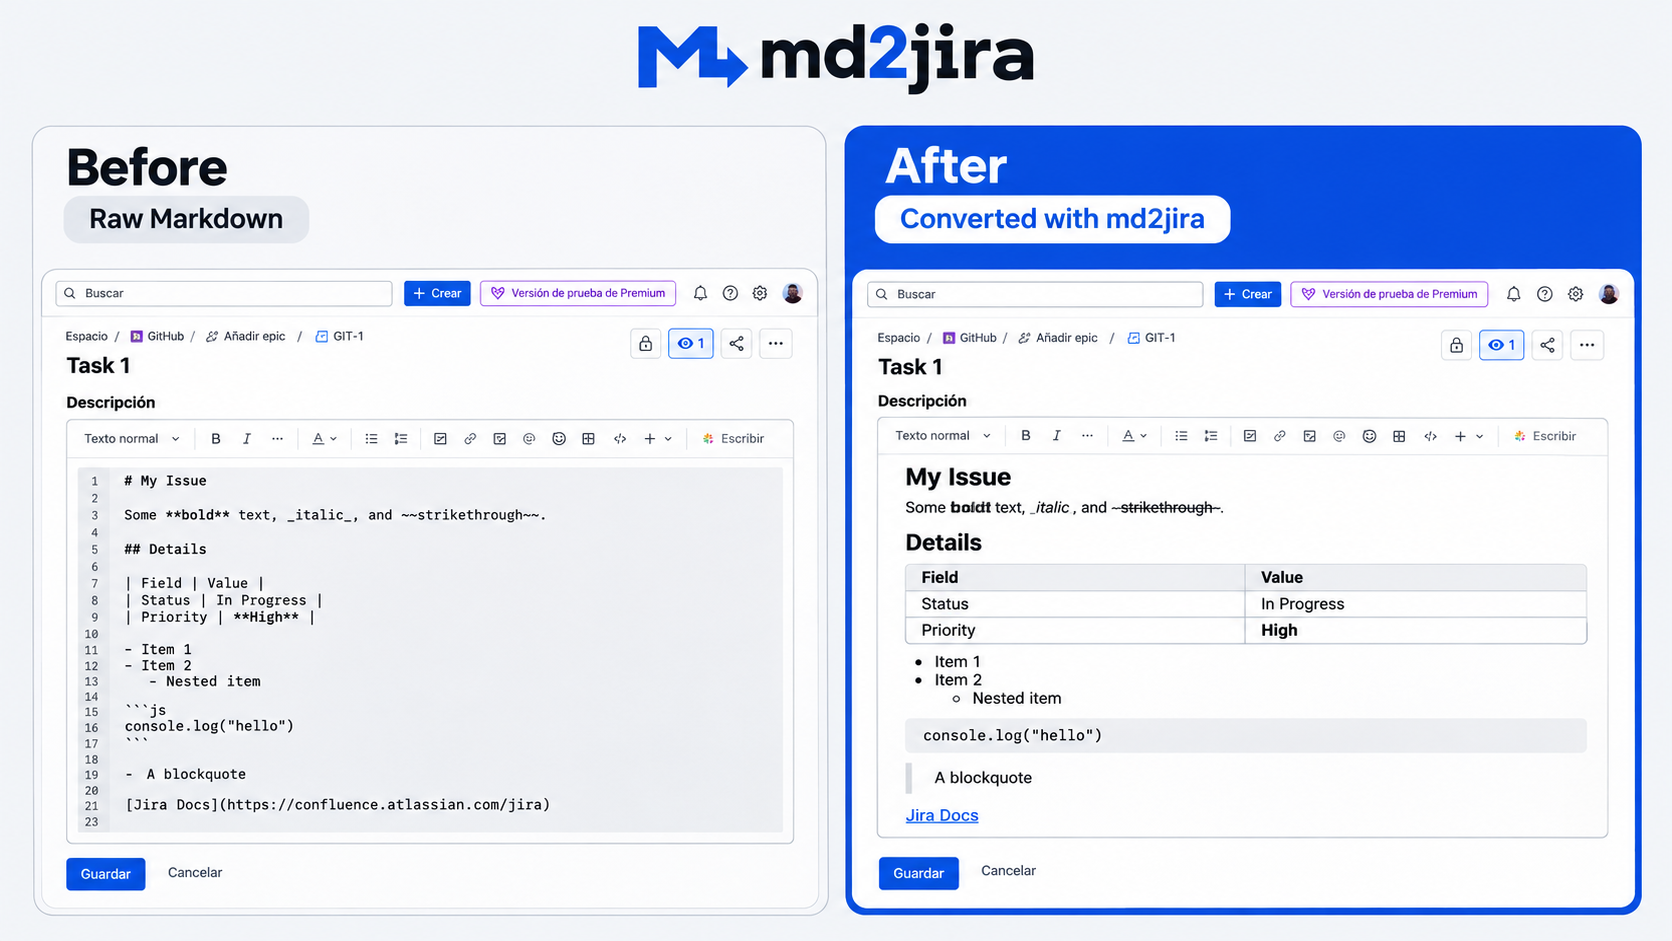 md2jira
Before
Raw Markdown
Buscar
+ Crear
Versión de prueba de Premium
Espacio / GitHub / Añadir epic / GIT-1
1
Task 1
Descripción
Texto normal
B I ... A
Escribir
1 # My Issue
2
3 Some **bold** text, _italic_, and ~~strikethrough~~.
4
5 ## Details
6
7 | Field | Value |
8 | Status | In Progress |
9 | Priority | **High** |
10
11 - Item 1
12 - Item 2
13 - Nested item
14
15 ```js
16 console.log("hello")
17 ```
18
19 - A blockquote
20
21 [Jira Docs](https://confluence.atlassian.com/jira)
23
Guardar
Cancelar
After
Converted with md2jira
Buscar
+ Crear
Versión de prueba de Premium
Espacio / GitHub / Añadir epic / GIT-1
1
Task 1
Descripción
Texto normal
B I ... A
Escribir
My Issue
Some text, _italic , and ~strikethrough~.
Details
Field Value
Status In Progress
Priority High
• Item 1
• Item 2
○ Nested item
console.log("hello")
A blockquote
Jira Docs
Guardar
Cancelar